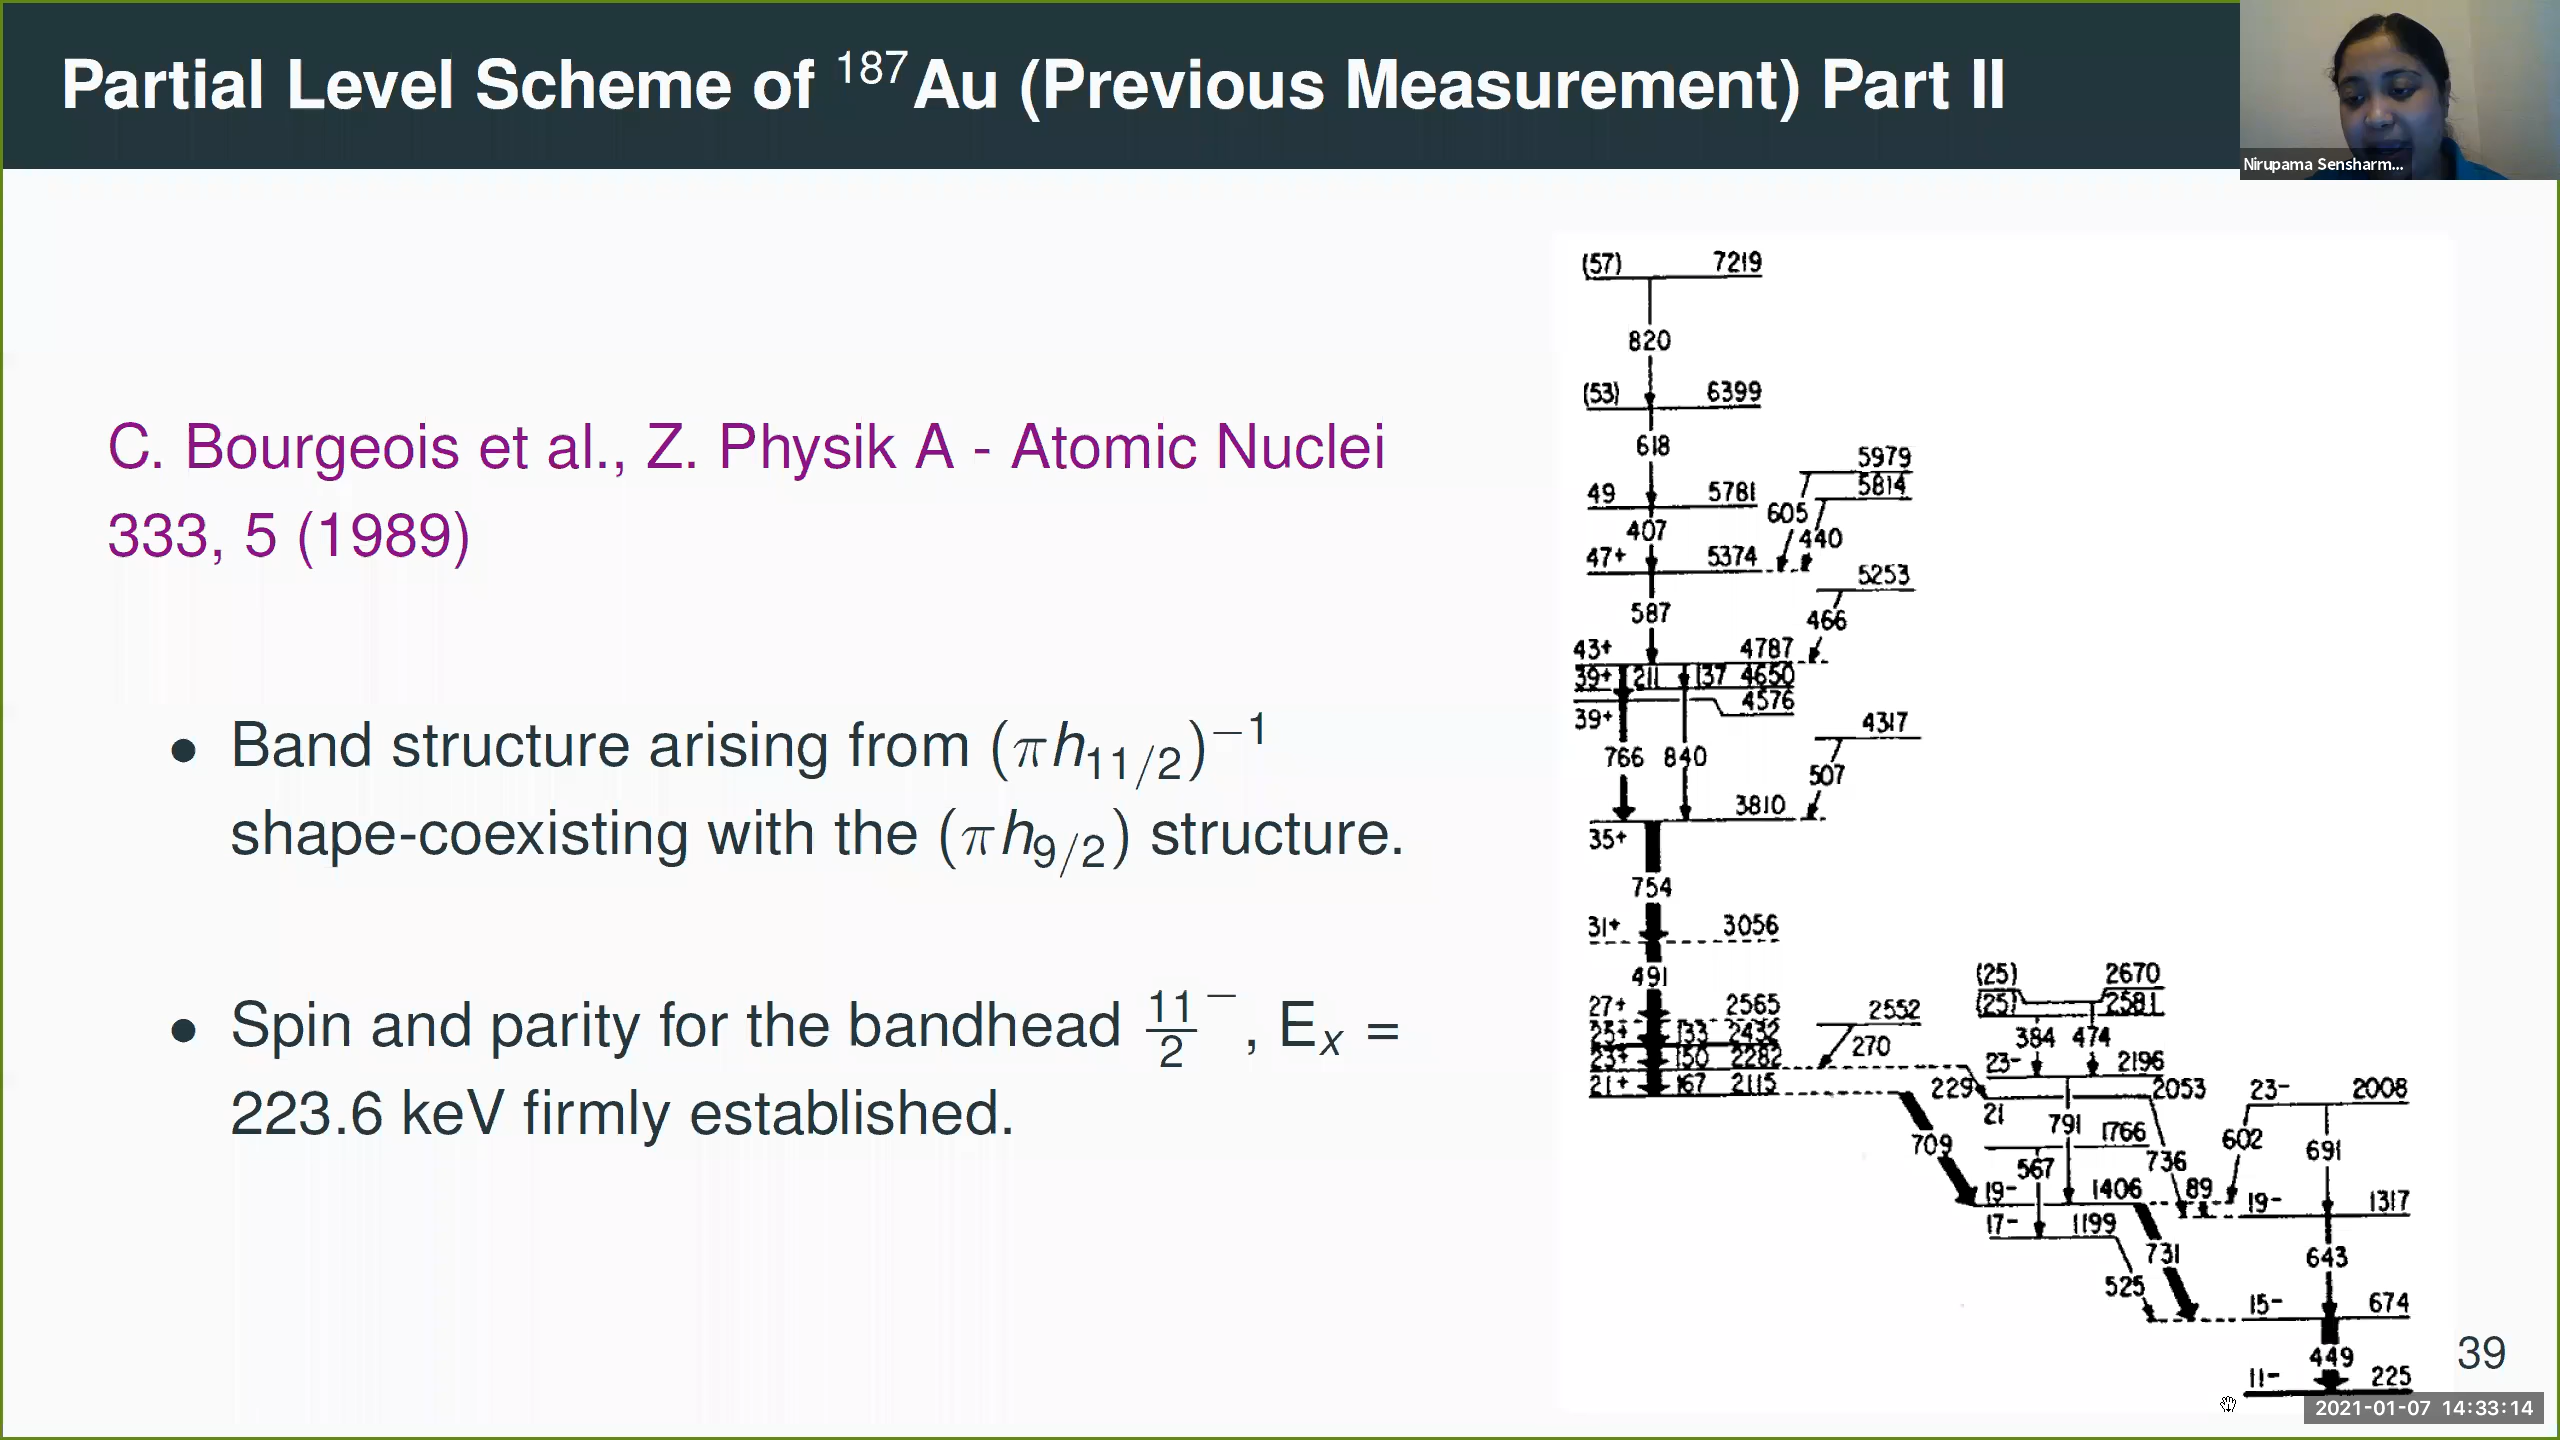 Partial Level Scheme of ¹⁸⁷Au (Previous Measurement) Part II
Nirupama Sensharm...
C. Bourgeois et al., Z. Physik A - Atomic Nuclei
333, 5 (1989)
• Band structure arising from (πh₁₁/₂)⁻¹
shape-coexisting with the (πh₉/₂) structure.
• Spin and parity for the bandhead 11/2⁻, Eₓ =
223.6 keV firmly established.
(57) 7219
820
(53) 6399
618
5979
49 5781 5814
605
407 440
47+ 5374
5253
587 466
43+ 4787
39+ 211 137 4650
4576
39+ 4317
766 840 507
3810
35+
754
31+ 3056
491 (25) 2670
27+ 2565 2552 (25) 2581
25+ 133 2432 384 474
23+ 150 2282 270 23- 2196
21+ 167 2115 229 2053 23- 2008
21
709 791 1766 602 691
567 736
19- 1406 89 19- 1317
17- 1199
731 643
525
15- 674
449
11- 225
39
2021-01-07 14:33:14